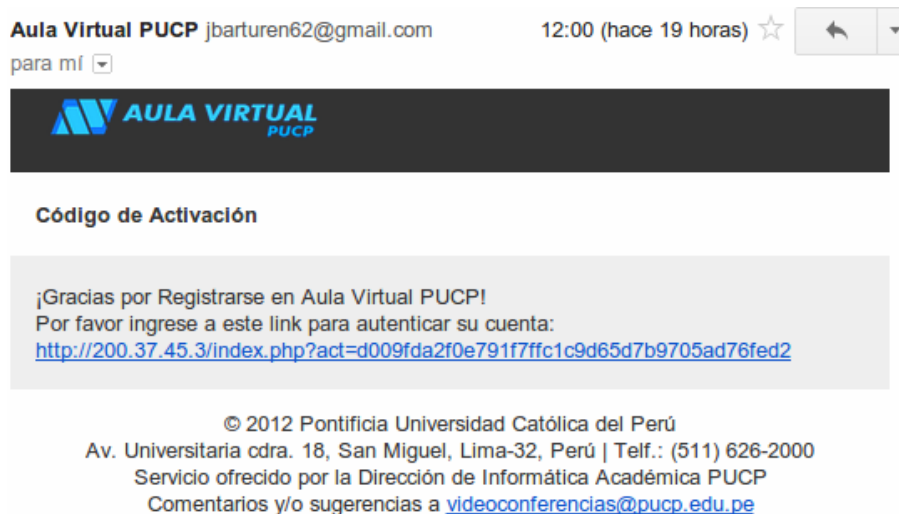 Aula Virtual PUCP jbarturen62@gmail.com 12:00 (hace 19 horas)
para mí
AULA VIRTUAL
PUCP
Código de Activación
¡Gracias por Registrarse en Aula Virtual PUCP!
Por favor ingrese a este link para autenticar su cuenta:
http://200.37.45.3/index.php?act=d009fda2f0e791f7ffc1c9d65d7b9705ad76fed2
© 2012 Pontificia Universidad Católica del Perú
Av. Universitaria cdra. 18, San Miguel, Lima-32, Perú | Telf.: (511) 626-2000
Servicio ofrecido por la Dirección de Informática Académica PUCP
Comentarios y/o sugerencias a videoconferencias@pucp.edu.pe